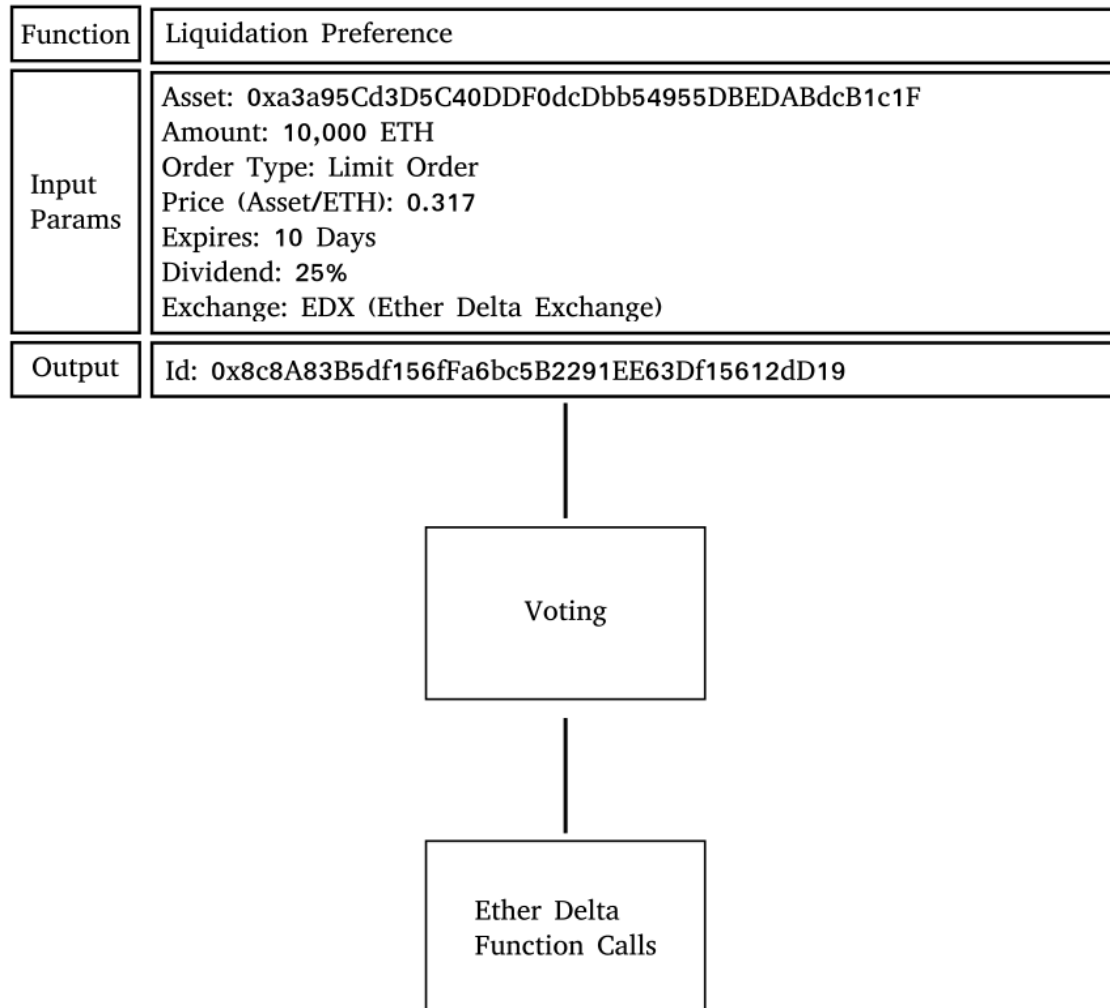 Function
Liquidation Preference
Input
Params
Asset: 0xa3a95Cd3D5C40DDF0dcDbb54955DBEDABdcB1c1F
Amount: 10,000 ETH
Order Type: Limit Order
Price (Asset/ETH): 0.317
Expires: 10 Days
Dividend: 25%
Exchange: EDX (Ether Delta Exchange)
Output
Id: 0x8c8A83B5df156fFa6bc5B2291EE63Df15612dD19
Voting
Ether Delta
Function Calls